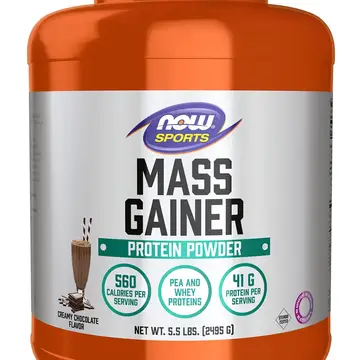 NOW
SPORTS
MASS
GAINER
PROTEIN POWDER
560
CALORIES PER
SERVING
PEA AND
WHEY PROTEINS
41 G
PROTEIN PER
SERVING
CREAMY CHOCOLATE
FLAVOR
NET WT. 5.5 LBS. (2495 G)